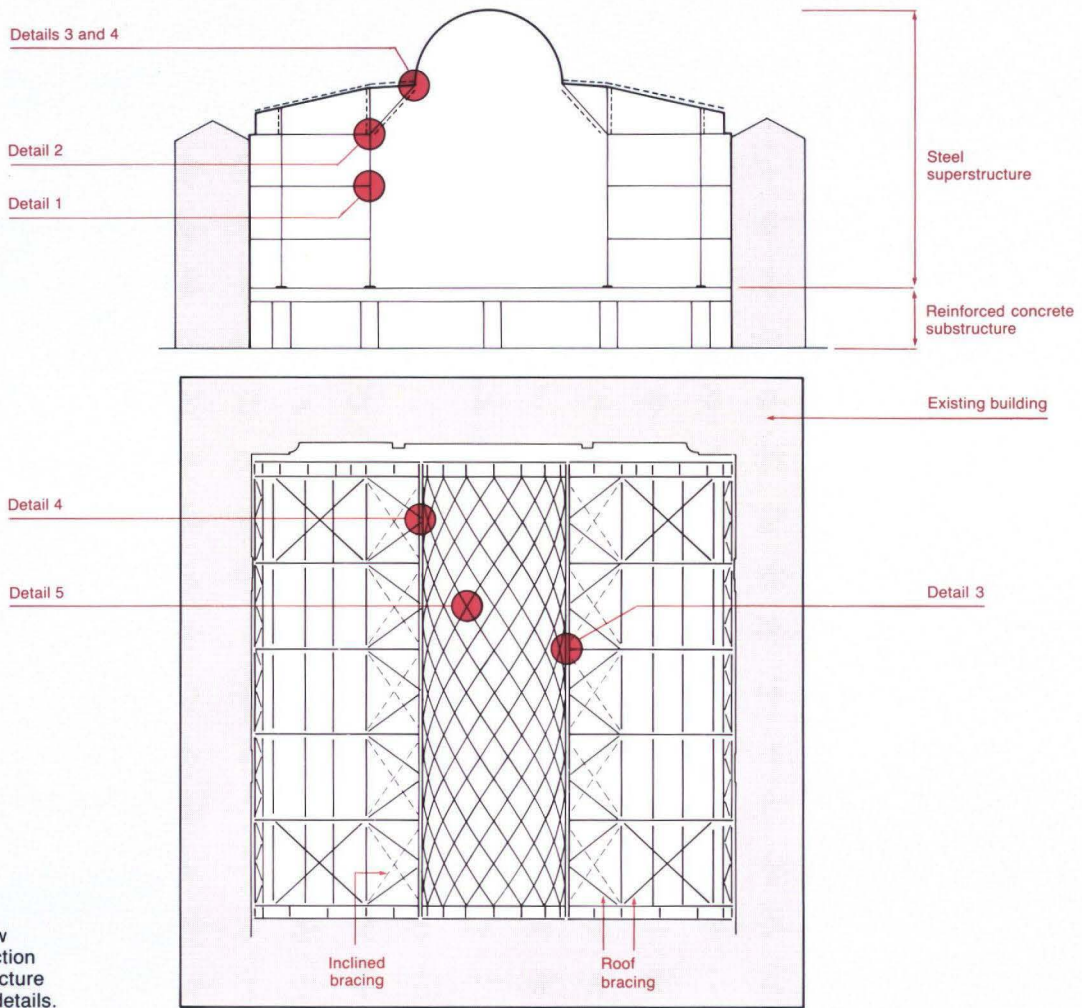 Details 3 and 4
Detail 2
Detail 1
Steel
superstructure
Reinforced concrete
substructure
Existing building
Detail 4
Detail 5
Detail 3
Inclined
bracing
Roof
bracing
w
ction
cture
details.